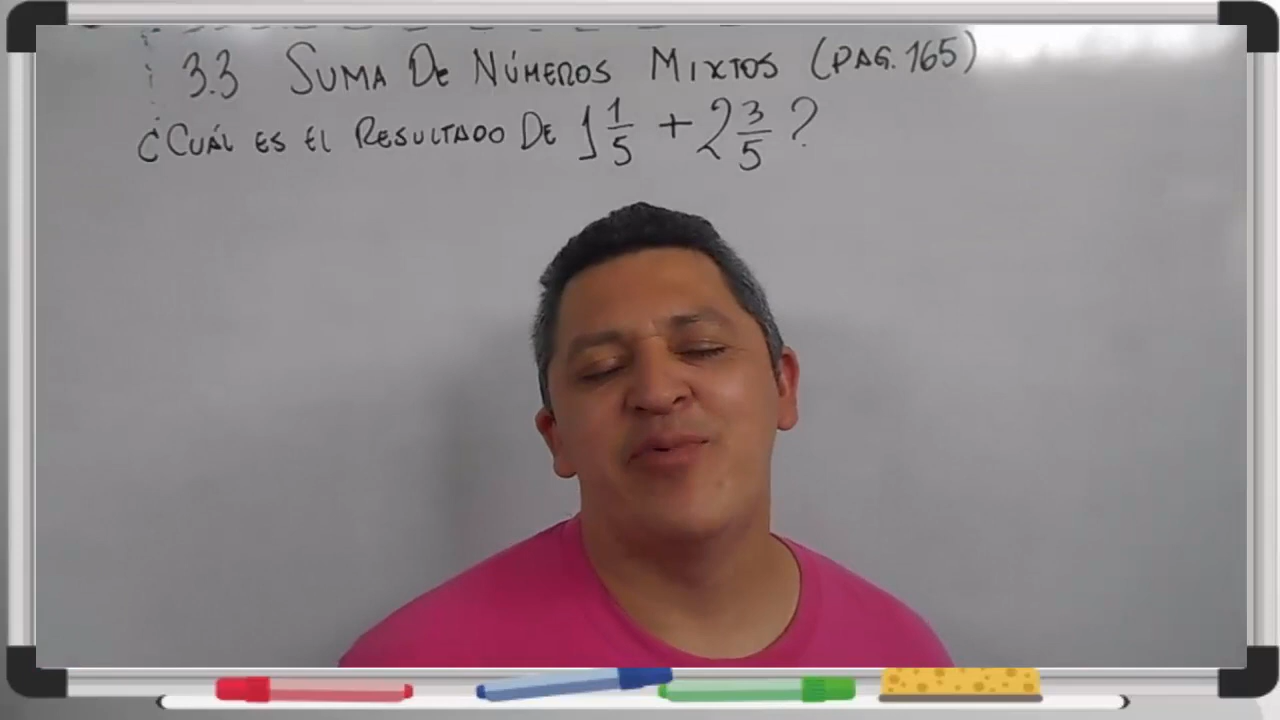 3.3 SUMA DE NÚMEROS MIXTOS (PAG. 165)
¿CUÁL ES EL RESULTADO DE 1 1/5 + 2 3/5 ?